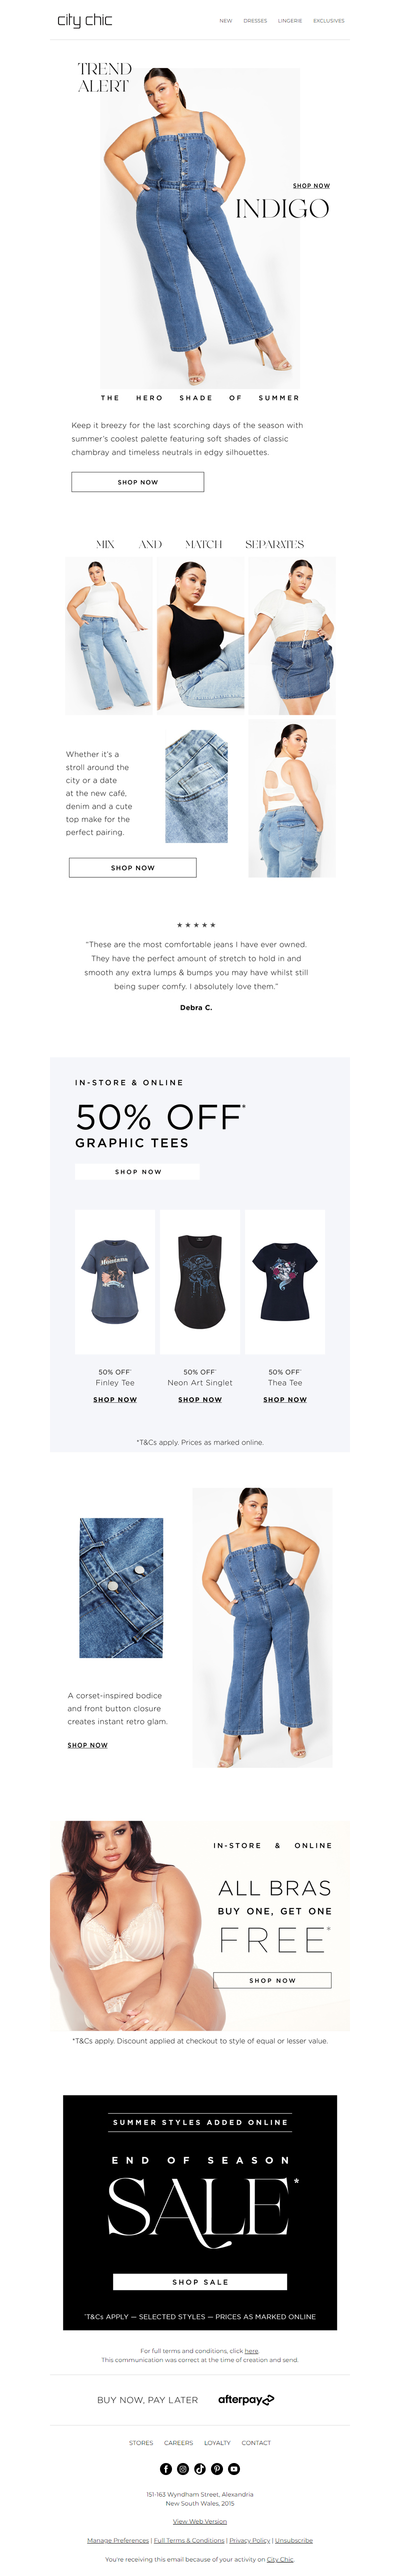 city chic
NEW DRESSES LINGERIE EXCLUSIVES
TREND
ALERT
SHOP NOW
INDIGO
THE HERO SHADE OF SUMMER
Keep it breezy for the last scorching days of the season with
summer's coolest palette featuring soft shades of classic
chambray and timeless neutrals in edgy silhouettes.
SHOP NOW
MIX AND MATCH SEPARATES
Whether it's a
stroll around the
city or a date
at the new café,
denim and a cute
top make for the
perfect pairing.
SHOP NOW
★★★★★
"These are the most comfortable jeans I have ever owned.
They have the perfect amount of stretch to hold in and
smooth any extra lumps & bumps you may have whilst still
being super comfy. I absolutely love them."
Debra C.
IN-STORE & ONLINE
50% OFF*
GRAPHIC TEES
SHOP NOW
Montana
50% OFF* 50% OFF* 50% OFF*
Finley Tee Neon Art Singlet Thea Tee
SHOP NOW SHOP NOW SHOP NOW
*T&Cs apply. Prices as marked online.
A corset-inspired bodice
and front button closure
creates instant retro glam.
SHOP NOW
IN-STORE & ONLINE
ALL BRAS
BUY ONE, GET ONE
FREE*
SHOP NOW
*T&Cs apply. Discount applied at checkout to style of equal or lesser value.
SUMMER STYLES ADDED ONLINE
END OF SEASON
SALE*
SHOP SALE
*T&Cs APPLY — SELECTED STYLES — PRICES AS MARKED ONLINE
For full terms and conditions, click here.
This communication was correct at the time of creation and send.
BUY NOW, PAY LATER afterpay
STORES CAREERS LOYALTY CONTACT
151-163 Wyndham Street, Alexandria
New South Wales, 2015
View Web Version
Manage Preferences | Full Terms & Conditions | Privacy Policy | Unsubscribe
You're receiving this email because of your activity on City Chic.